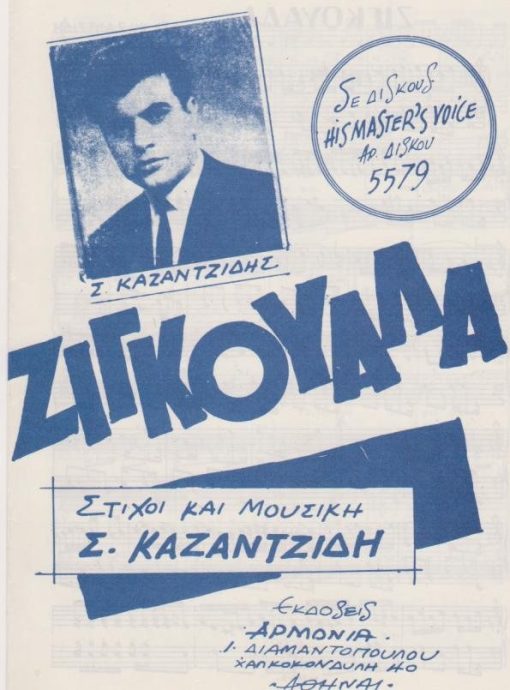 ΖΙΓΚΟΥΑΛΑ
Σε ΔΙΣΚΟΥΣ
HIS MASTER'S VOICE
ΑΡ. ΔΙΣΚΟΥ
5579
Σ. ΚΑΖΑΝΤΖΙΔΗΣ
ΖΙΓΚΟΥΑΛΑ
ΣΤΙΧΟΙ ΚΑΙ ΜΟΥΣΙΚΗ
Σ. ΚΑΖΑΝΤΖΙΔΗ
ΕΚΔΟΣΕΙΣ
ΑΡΜΟΝΙΑ
Ι. ΔΙΑΜΑΝΤΟΠΟΥΛΟΥ
ΧΑΛΚΟΚΟΝΔΥΛΗ 40
-ΑΘΗΝΑΙ-